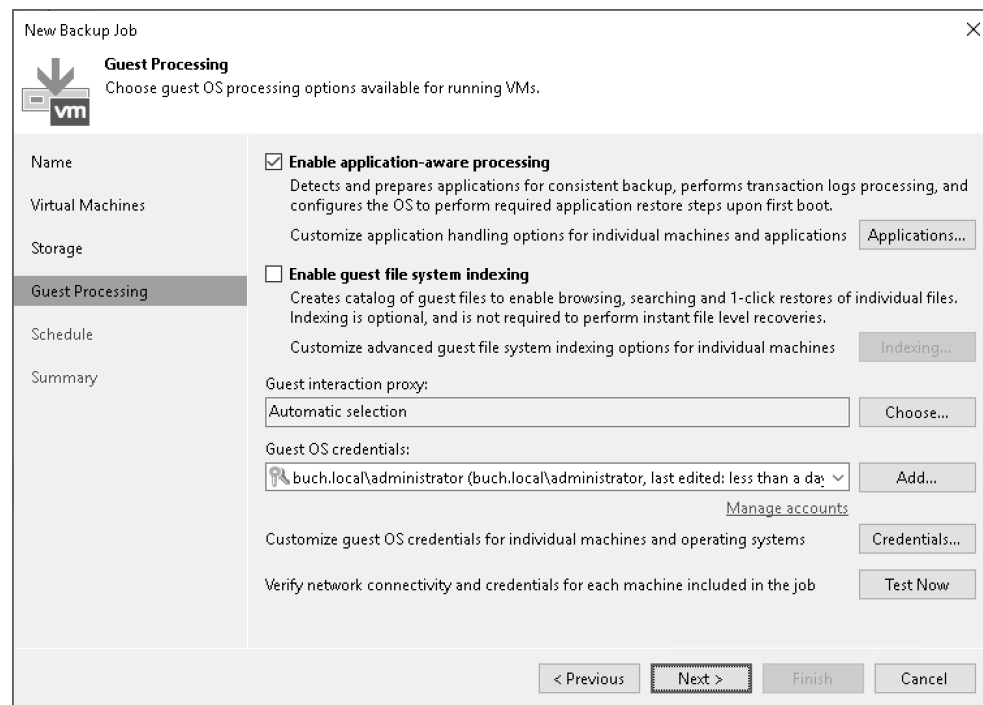 New Backup Job
Guest Processing
Choose guest OS processing options available for running VMs.
vm
Name
Virtual Machines
Storage
Guest Processing
Schedule
Summary
Enable application-aware processing
Detects and prepares applications for consistent backup, performs transaction logs processing, and
configures the OS to perform required application restore steps upon first boot.
Customize application handling options for individual machines and applications
Applications...
Enable guest file system indexing
Creates catalog of guest files to enable browsing, searching and 1-click restores of individual files.
Indexing is optional, and is not required to perform instant file level recoveries.
Customize advanced guest file system indexing options for individual machines
Indexing...
Guest interaction proxy:
Automatic selection
Choose...
Guest OS credentials:
buch.local\administrator (buch.local\administrator, last edited: less than a day
Add...
Manage accounts
Customize guest OS credentials for individual machines and operating systems
Credentials...
Verify network connectivity and credentials for each machine included in the job
Test Now
< Previous
Next >
Finish
Cancel